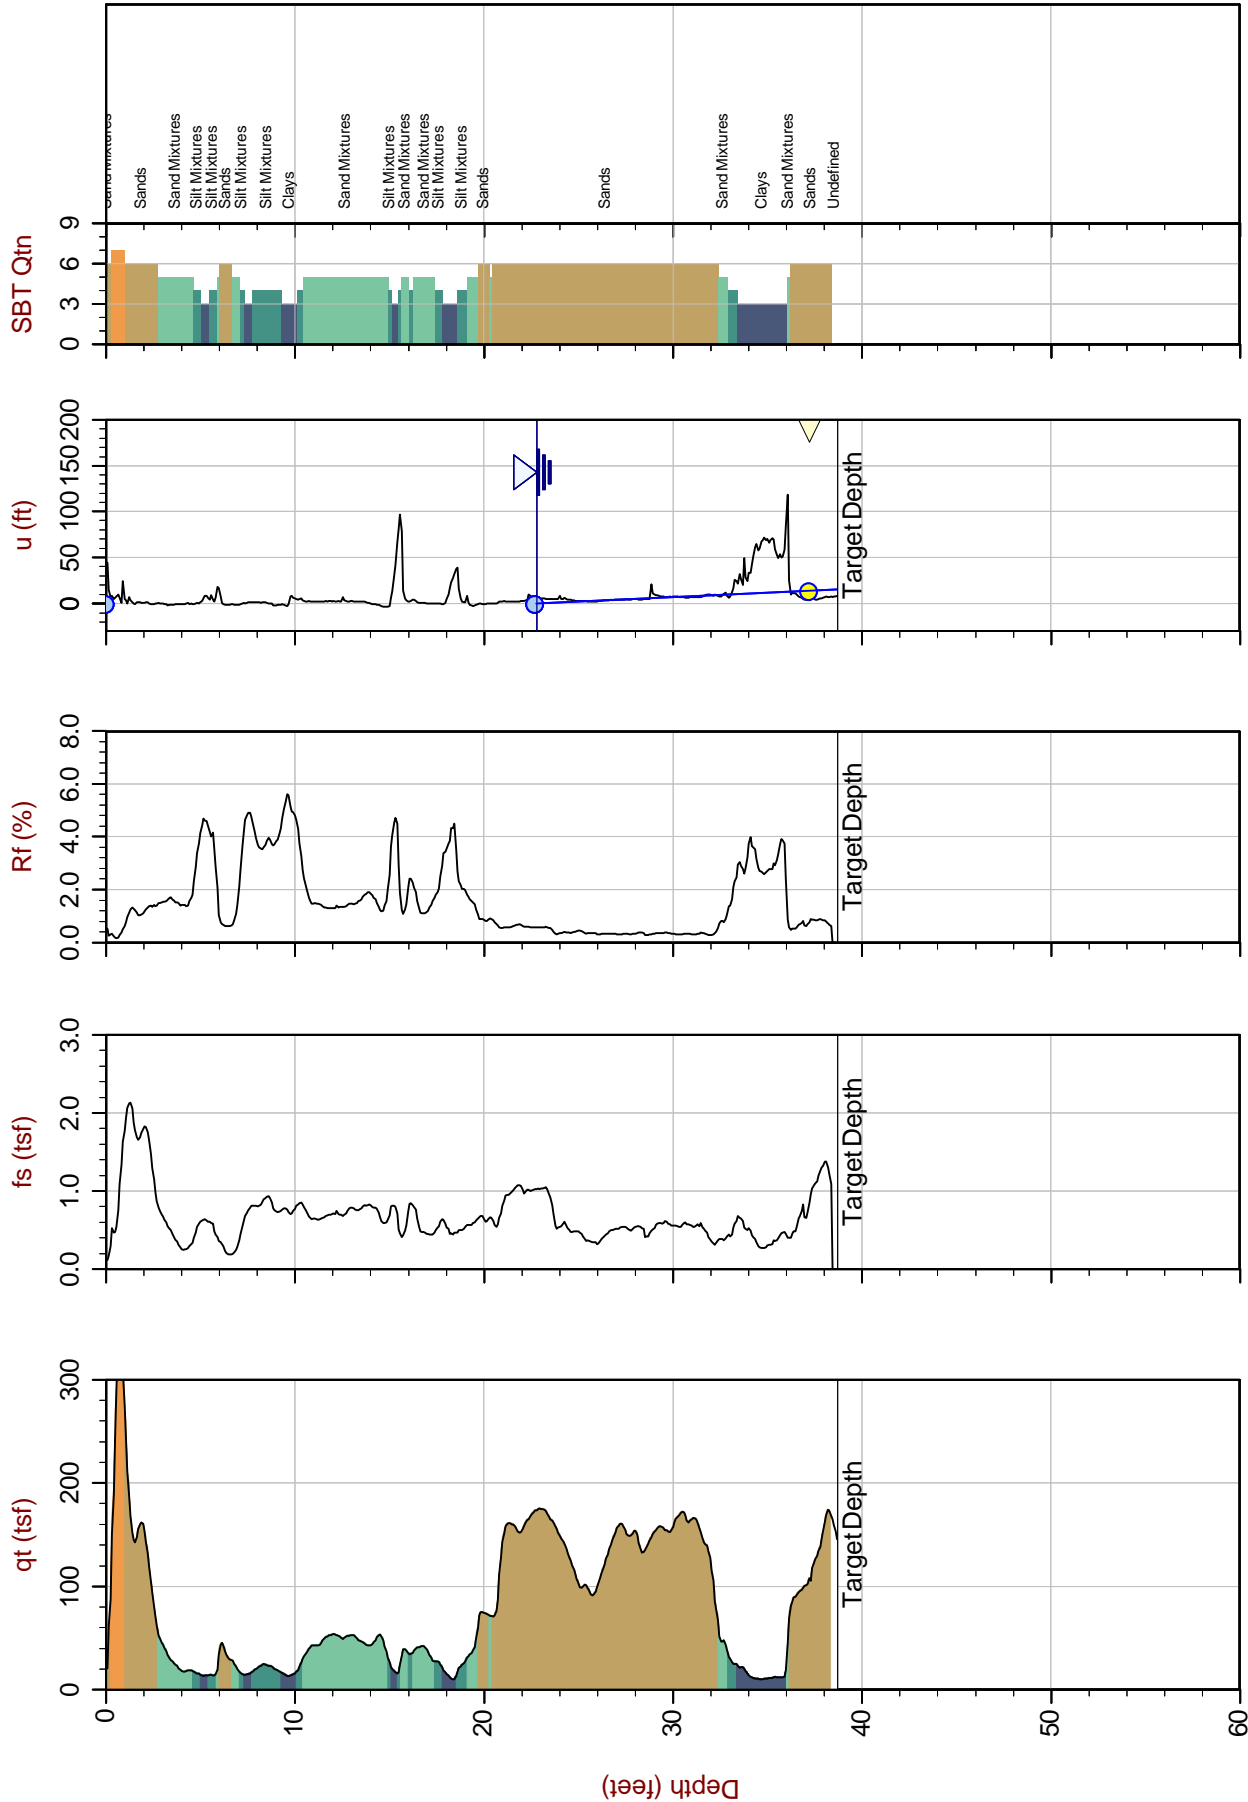 qt (tsf)
fs (tsf)
Rf (%)
u (ft)
SBT Qtn
0
100
200
300
0.0
1.0
2.0
3.0
0.0
2.0
4.0
6.0
8.0
0
50
100
150
200
0
3
6
9
Depth (feet)
0
10
20
30
40
50
60
Sand Mixtures
Sands
Sand Mixtures
Silt Mixtures
Silt Mixtures
Sands
Silt Mixtures
Silt Mixtures
Clays
Sand Mixtures
Silt Mixtures
Sand Mixtures
Sand Mixtures
Silt Mixtures
Silt Mixtures
Sands
Sands
Sand Mixtures
Clays
Sand Mixtures
Sands
Undefined
Target Depth
Target Depth
Target Depth
Target Depth